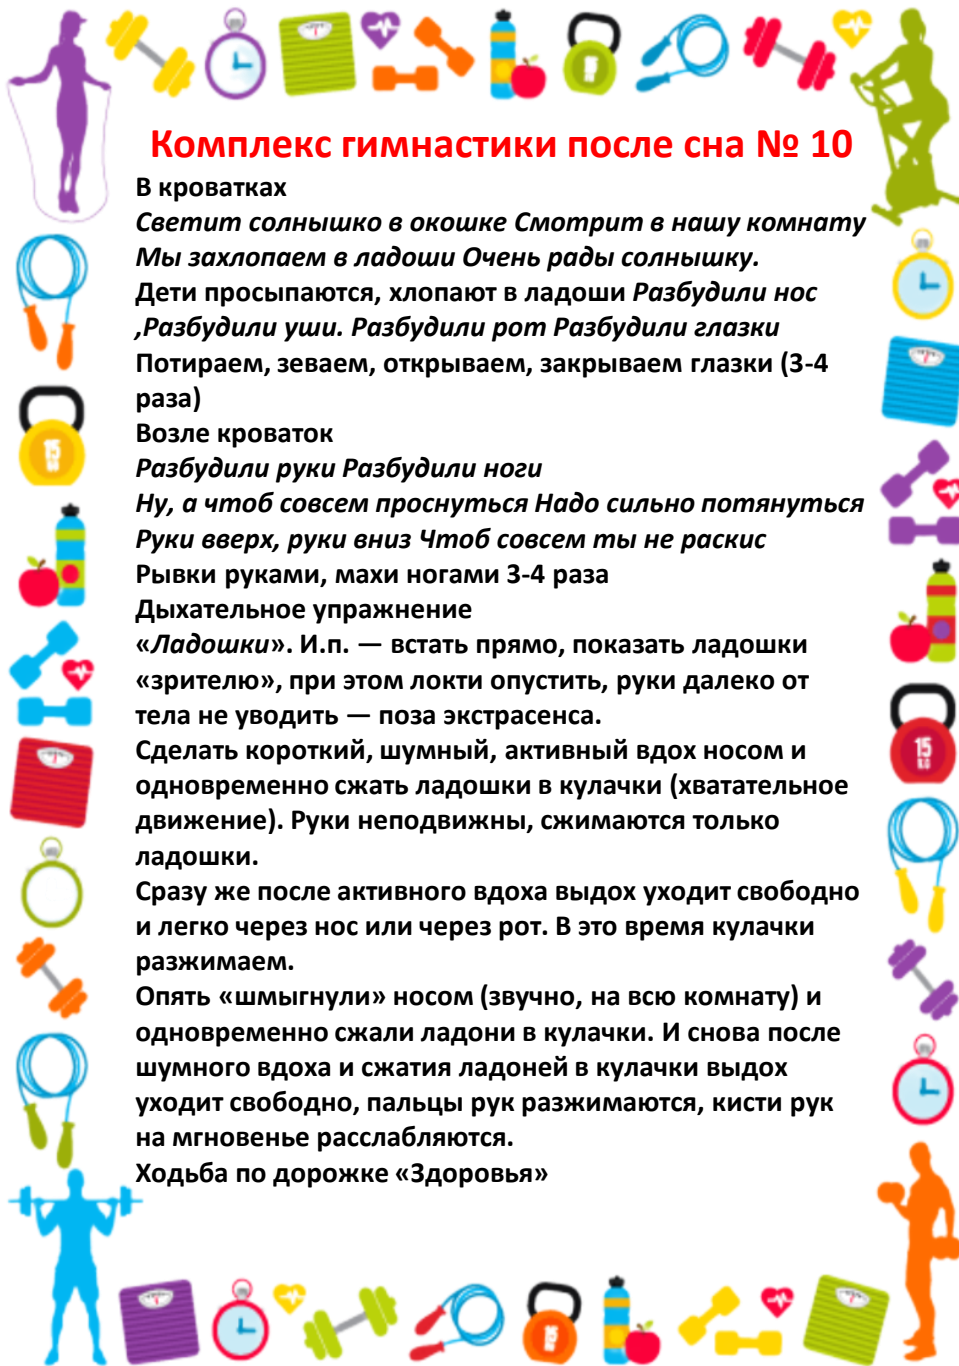 Комплекс гимнастики после сна № 10
В кроватках
Светит солнышко в окошке Смотрит в нашу комнату
Мы захлопаем в ладоши Очень рады солнышку.
Дети просыпаются, хлопают в ладоши Разбудили нос
,Разбудили уши. Разбудили рот Разбудили глазки
Потираем, зеваем, открываем, закрываем глазки (3-4
раза)
Возле кроваток
Разбудили руки Разбудили ноги
Ну, а чтоб совсем проснуться Надо сильно потянуться
Руки вверх, руки вниз Чтоб совсем ты не раскис
Рывки руками, махи ногами 3-4 раза
Дыхательное упражнение
«Ладошки». И.п. — встать прямо, показать ладошки
«зрителю», при этом локти опустить, руки далеко от
тела не уводить — поза экстрасенса.
Сделать короткий, шумный, активный вдох носом и
одновременно сжать ладошки в кулачки (хватательное
движение). Руки неподвижны, сжимаются только
ладошки.
Сразу же после активного вдоха выдох уходит свободно
и легко через нос или через рот. В это время кулачки
разжимаем.
Опять «шмыгнули» носом (звучно, на всю комнату) и
одновременно сжали ладони в кулачки. И снова после
шумного вдоха и сжатия ладоней в кулачки выдох
уходит свободно, пальцы рук разжимаются, кисти рук
на мгновенье расслабляются.
Ходьба по дорожке «Здоровья»
15
15
KG